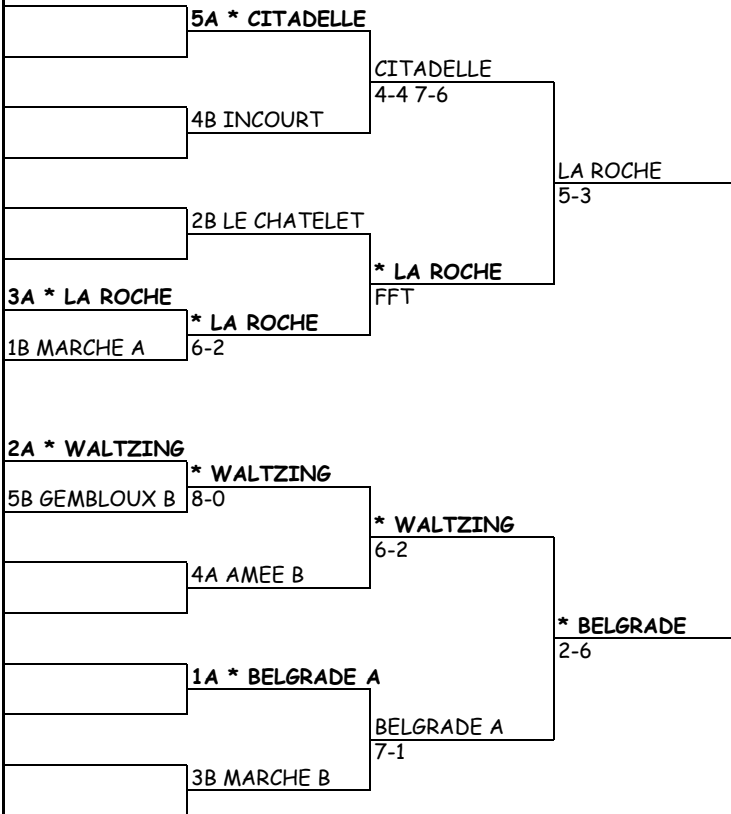 5A * CITADELLE
CITADELLE
4-4 7-6
4B INCOURT
LA ROCHE
5-3
2B LE CHATELET
* LA ROCHE
FFT
3A * LA ROCHE
* LA ROCHE
6-2
1B MARCHE A
2A * WALTZING
* WALTZING
8-0
5B GEMBLOUX B
* WALTZING
6-2
4A AMEE B
* BELGRADE
2-6
1A * BELGRADE A
BELGRADE A
7-1
3B MARCHE B